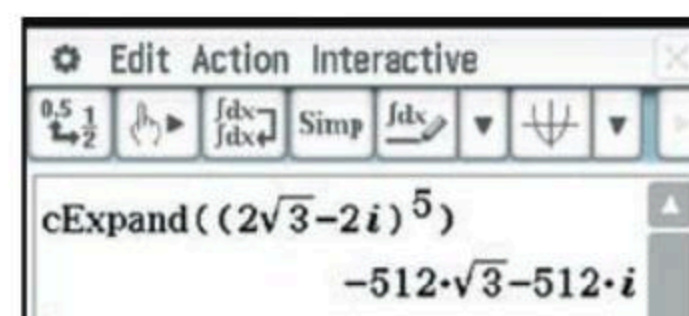 Edit Action Interactive
0.5 1/2 ∫dx ∫dx Simp ∫dx
cExpand((2√3-2i)^5)
-512·√3-512·i